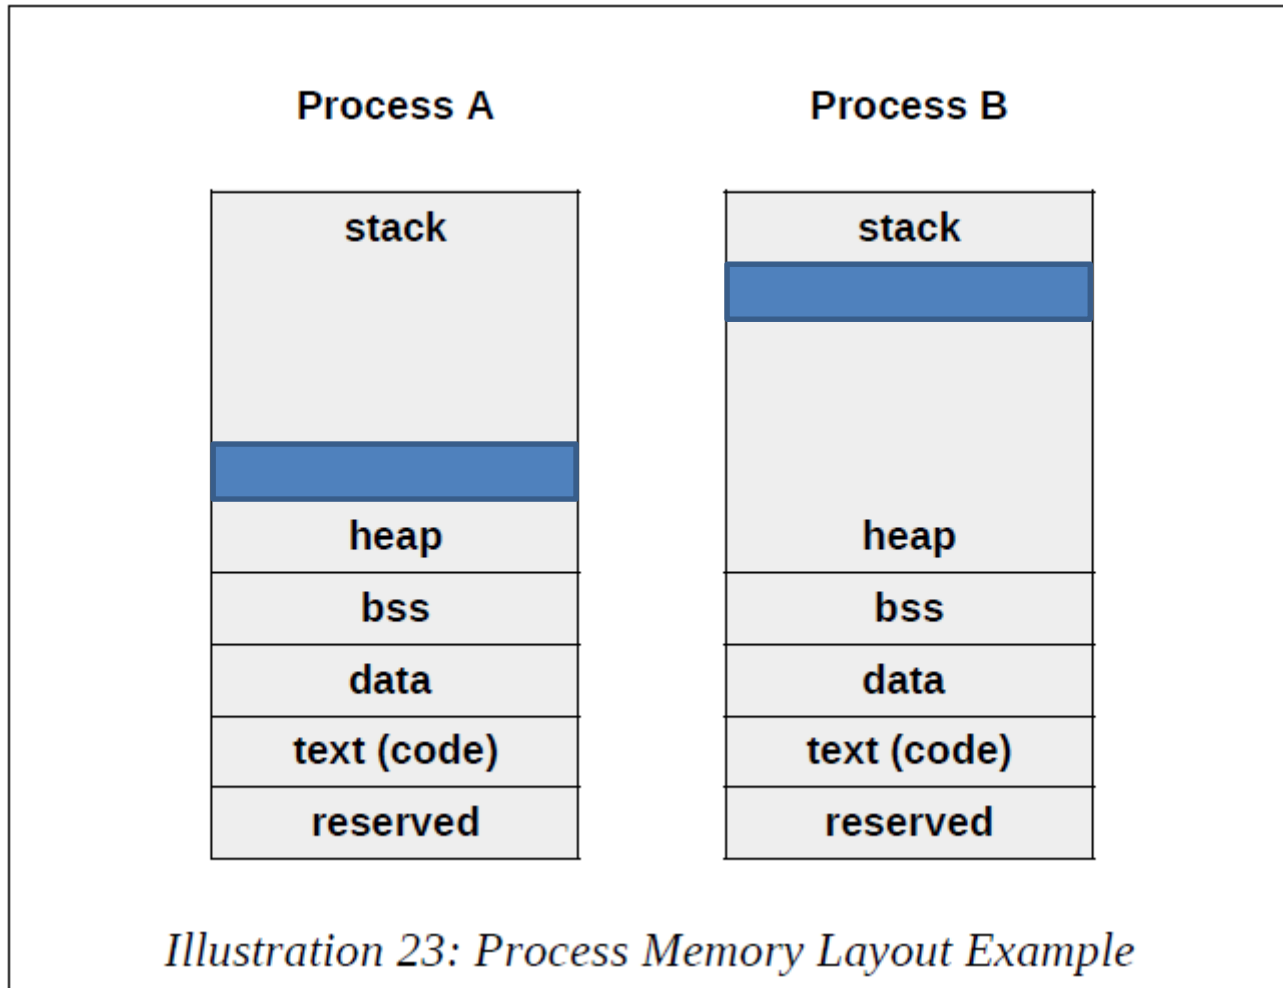 Process A
Process B
stack
stack
heap
heap
bss
bss
data
data
text (code)
text (code)
reserved
reserved
Illustration 23: Process Memory Layout Example